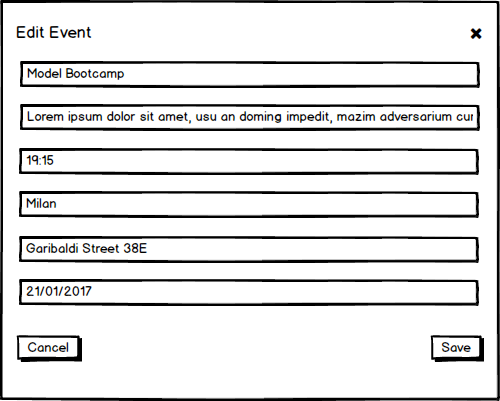 Edit Event
Model Bootcamp
Lorem ipsum dolor sit amet, usu an doming impedit, mazim adversarium cur
19:15
Milan
Garibaldi Street 38E
21/01/2017
Cancel
Save